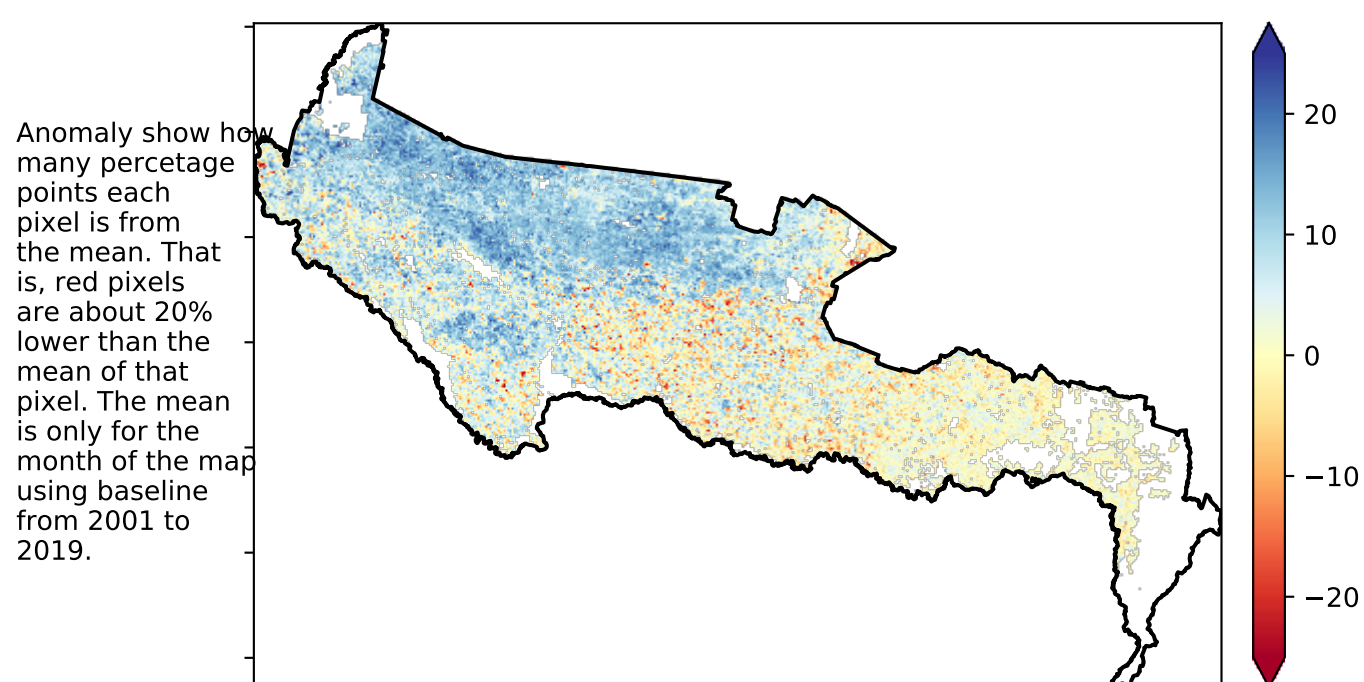 Anomaly show how
many percetage
points each
pixel is from
the mean. That
is, red pixels
are about 20%
lower than the
mean of that
pixel. The mean
is only for the
month of the map
using baseline
from 2001 to
2019.
20
10
0
−10
−20